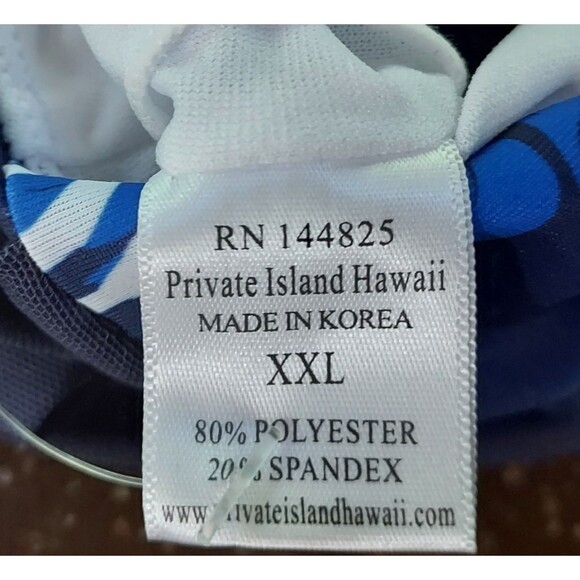 RN 144825
Private Island Hawaii
MADE IN KOREA
XXL
80% POLYESTER
20% SPANDEX
www.privateislandhawaii.com